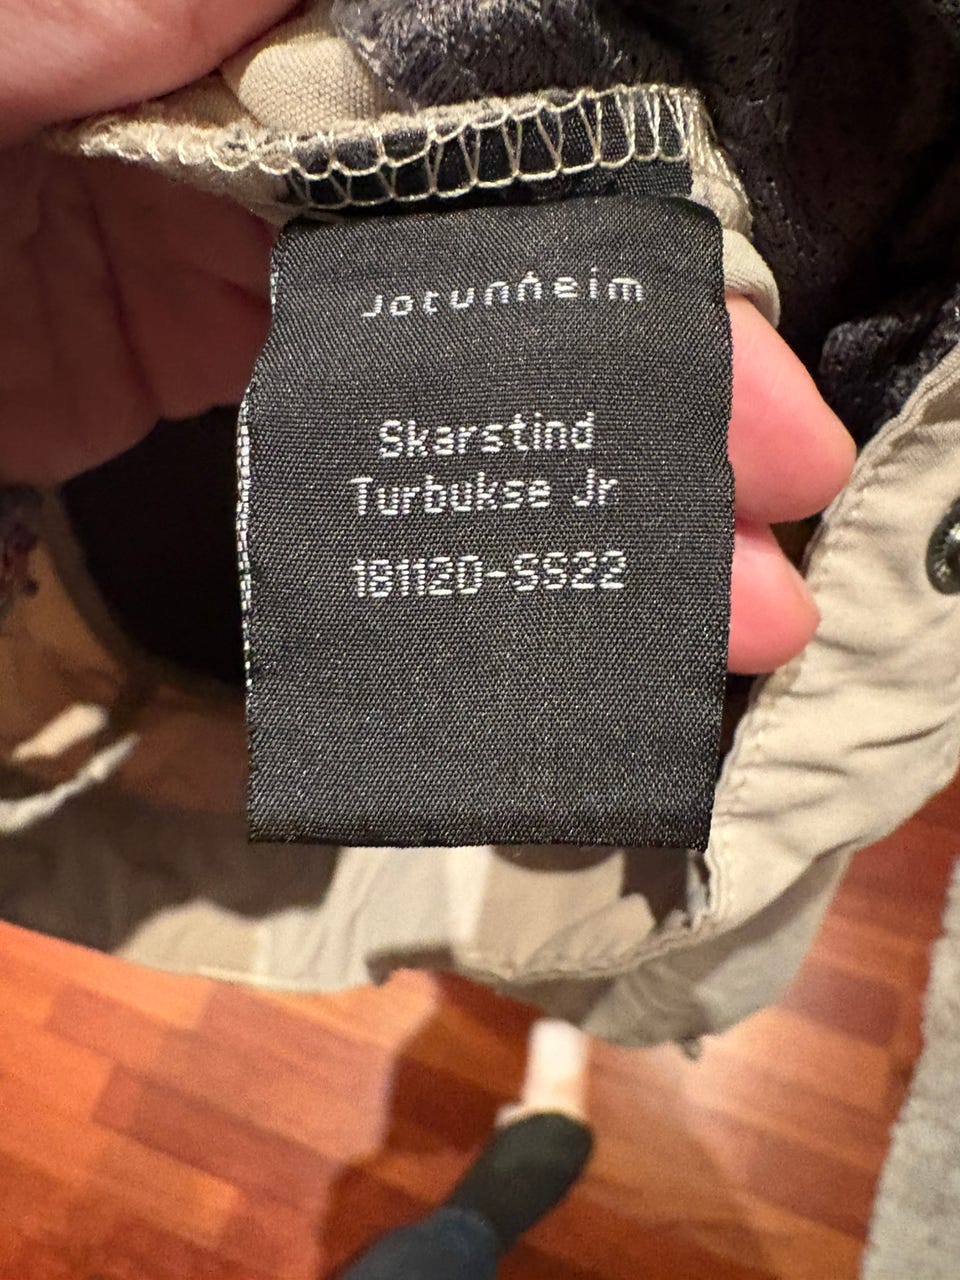 Jotunheim
Skarstind
Turbukse Jr
181120-SS22